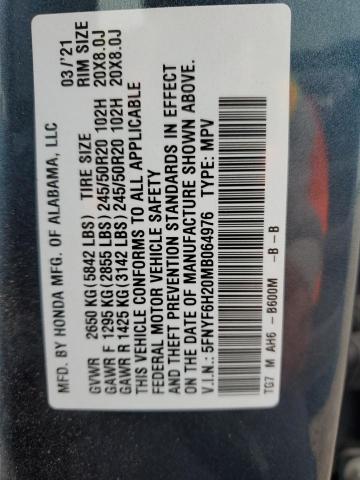 MFD. BY HONDA MFG. OF ALABAMA, LLC 03/'21
GVWR 2650 KG(5842 LBS) TIRE SIZE RIM SIZE
GAWR F 1295 KG(2855 LBS)245/50R20 102H 20X8.0J
GAWR R 1425 KG(3142 LBS)245/50R20 102H 20X8.0J
THIS VEHICLE CONFORMS TO ALL APPLICABLE
FEDERAL MOTOR VEHICLE SAFETY
AND THEFT PREVENTION STANDARDS IN EFFECT
ON THE DATE OF MANUFACTURE SHOWN ABOVE.
V.I.N.: 5FNYF6H20MB064976 TYPE: MPV
TG7 M AH6 -B600M -B -B